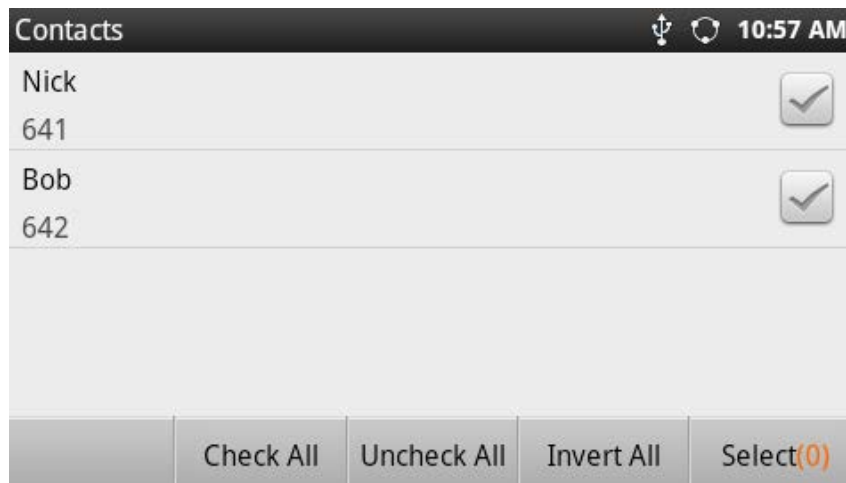 Contacts 10:57 AM
Nick
641
Bob
642
Check All Uncheck All Invert All Select(0)